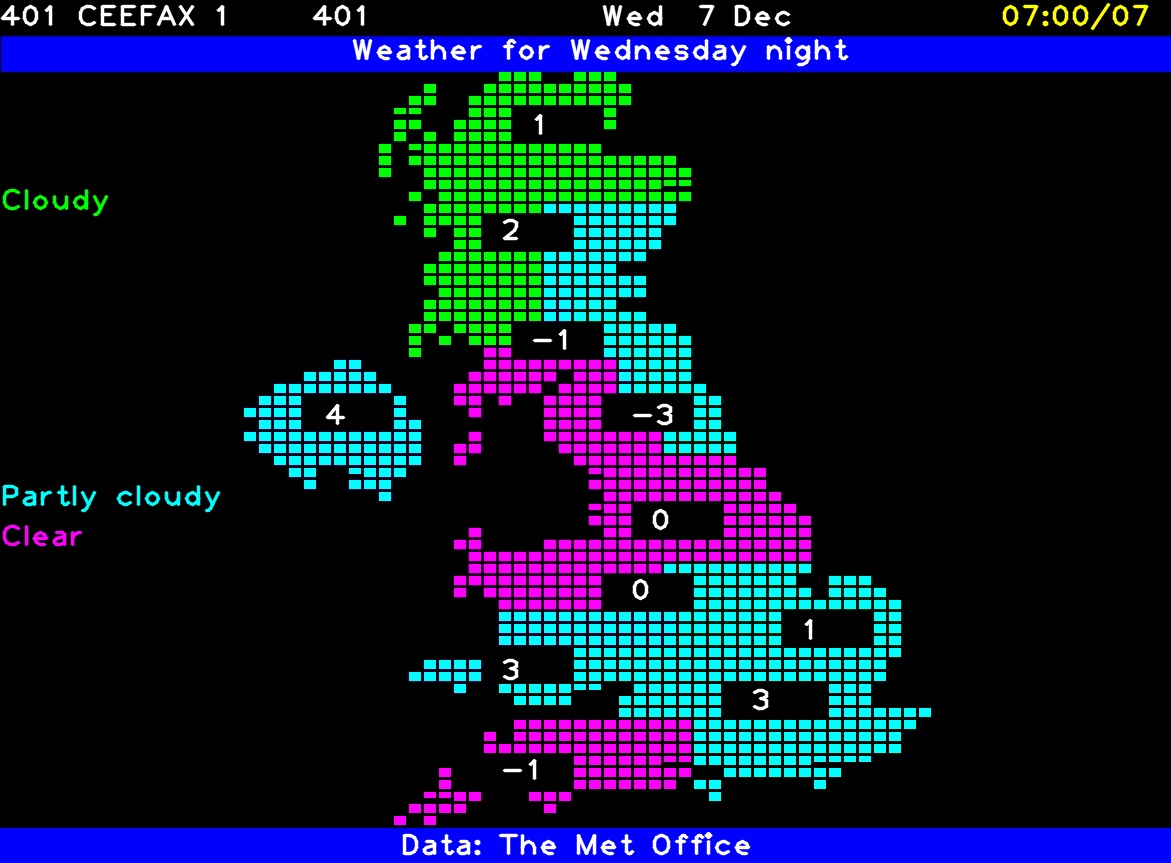 401 CEEFAX 1 401 Wed 7 Dec 07:00/07
Weather for Wednesday night
1
Cloudy
2
-1
4
-3
Partly cloudy
0
Clear
0
1
3
3
-1
Data: The Met Office